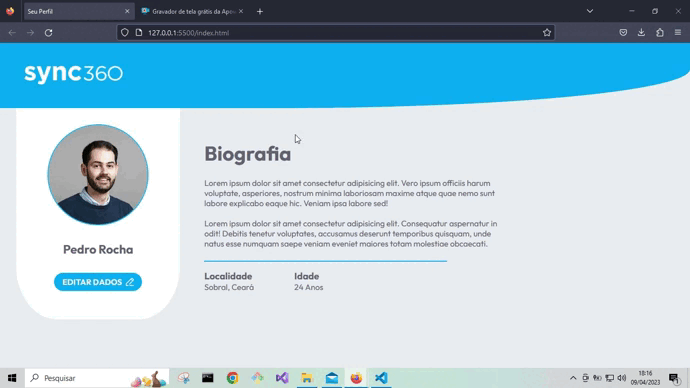 Seu Perfil
Gravador de tela grátis da Apow
127.0.0.1:5500/index.html
sync360
Biografia
Lorem ipsum dolor sit amet consectetur adipisicing elit. Vero ipsum officiis harum
voluptate, asperiores, nostrum minima laboriosam maxime atque quae nemo sunt
labore explicabo eaque hic. Veniam ipsa labore sed!
Lorem ipsum dolor sit amet consectetur adipisicing elit. Consequatur aspernatur in
odit! Debitis tenetur voluptates, accusamus deserunt temporibus quisquam, unde
natus esse numquam saepe veniam eveniet maiores totam molestiae obcaecati.
Pedro Rocha
EDITAR DADOS
Localidade
Sobral, Ceará
Idade
24 Anos
Pesquisar
18:16
09/04/2023